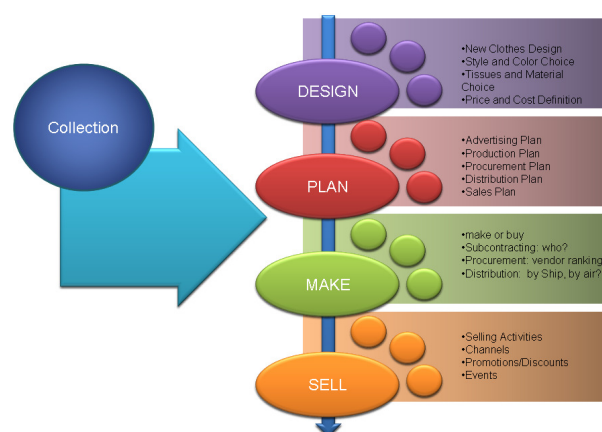 Collection
DESIGN
•New Clothes Design
•Style and Color Choice
•Tissues and Material
Choice
•Price and Cost Definition
PLAN
•Advertising Plan
•Production Plan
•Procurement Plan
•Distribution Plan
•Sales Plan
MAKE
•make or buy
•Subcontracting: who?
•Procurement: vendor ranking
•Distribution:  by Ship, by air?
SELL
•Selling Activities
•Channels
•Promotions/Discounts
•Events